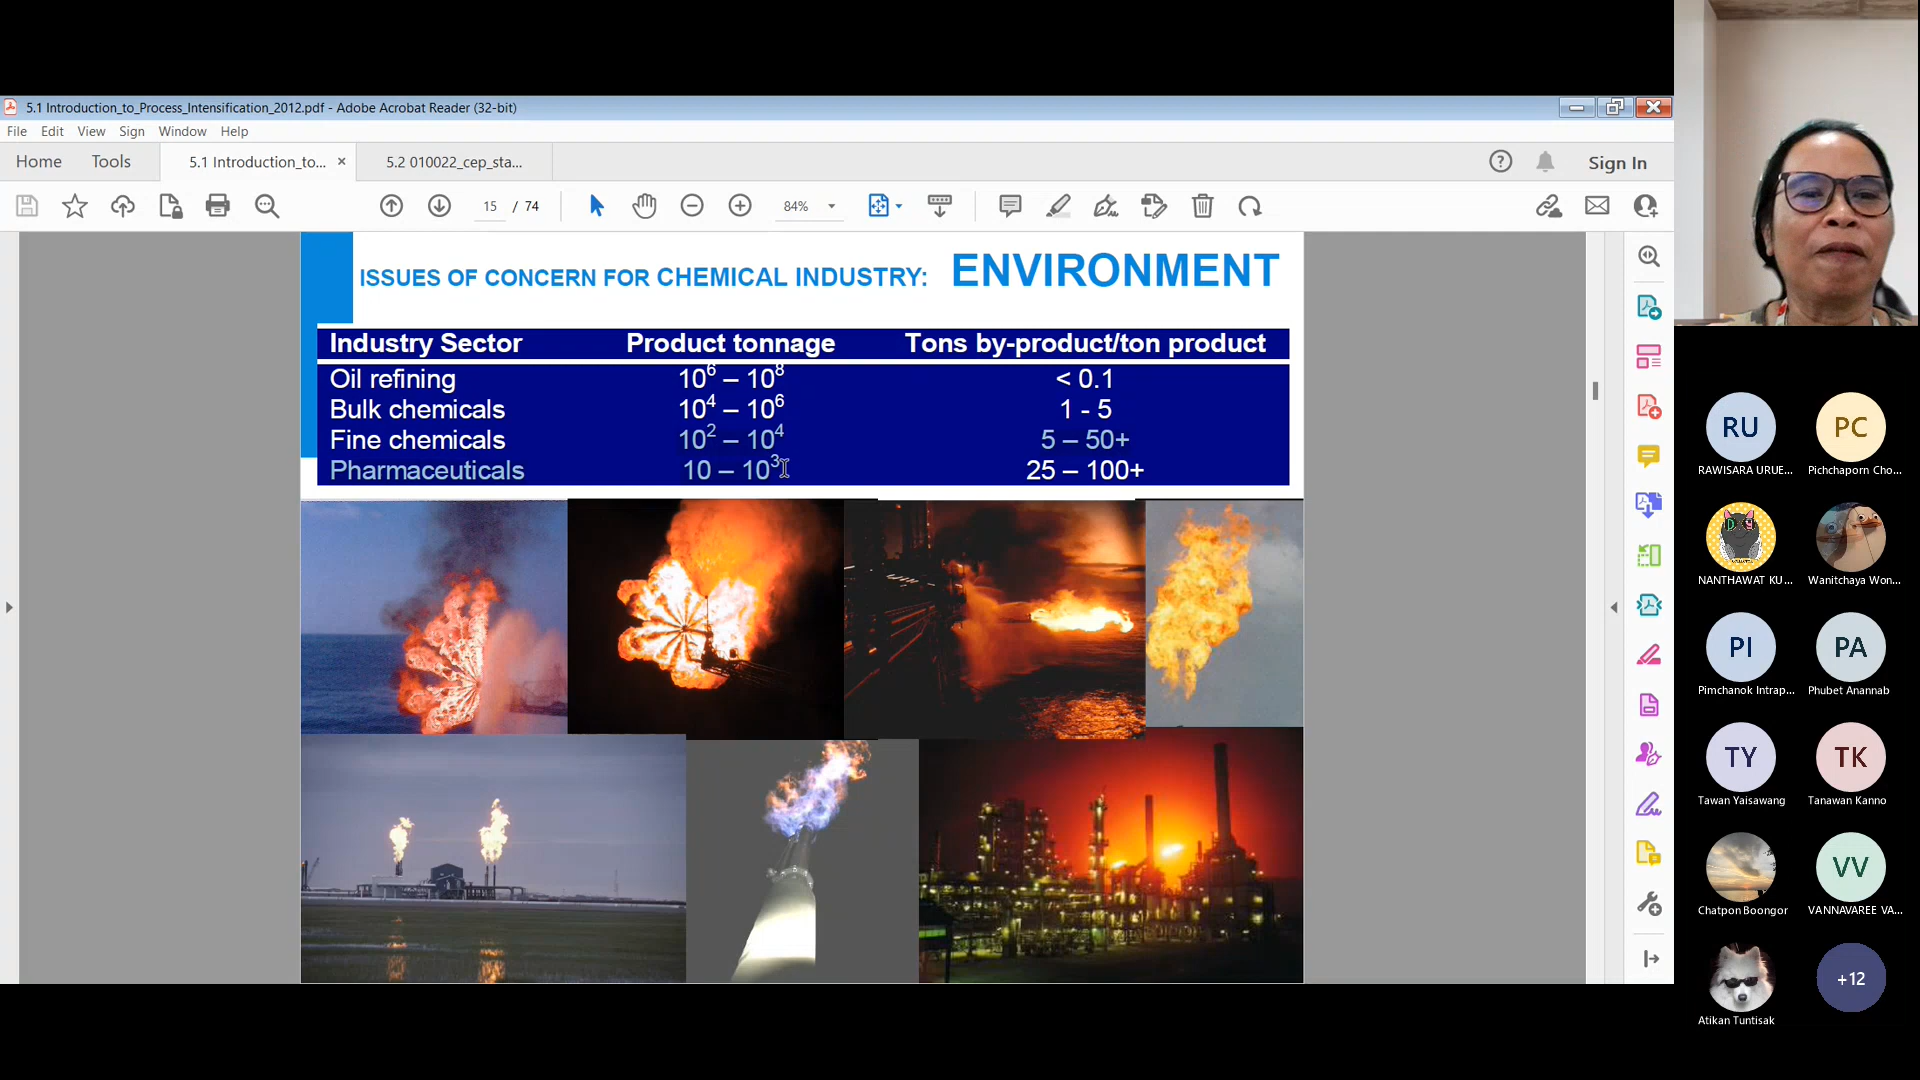 5.1 Introduction_to_Process_Intensification_2012.pdf - Adobe Acrobat Reader (32-bit)
File Edit View Sign Window Help
Home Tools 5.1 Introduction_to... × 5.2 010022_cep_sta... Sign In
15 / 74 84%
ISSUES OF CONCERN FOR CHEMICAL INDUSTRY: ENVIRONMENT
Industry Sector Product tonnage Tons by-product/ton product
Oil refining 10⁶ – 10⁸ < 0.1
Bulk chemicals 10⁴ – 10⁶ 1 - 5
Fine chemicals 10² – 10⁴ 5 – 50+
Pharmaceuticals 10 – 10³ 25 – 100+
RU PC
RAWISARA URUE... Pichchaporn Cho...
NANTHAWAT KU... Wanitchaya Won...
PI PA
Pimchanok Intrap... Phubet Anannab
TY TK
Tawan Yaisawang Tanawan Kanno
VV
Chatpon Boongor VANNAVAREE VA...
+12
Atikan Tuntisak